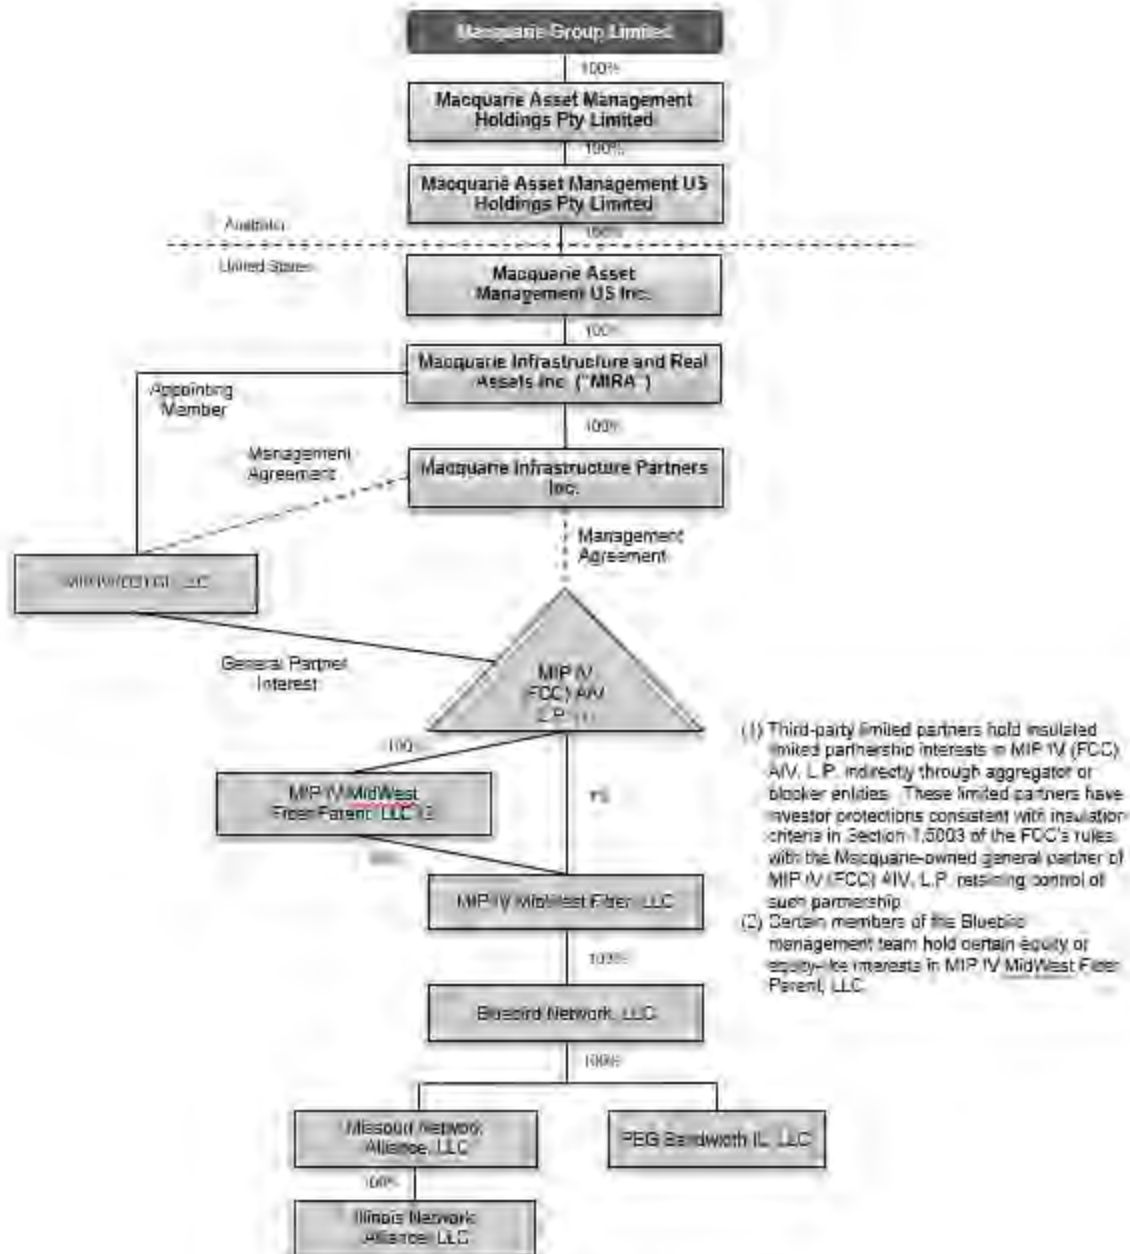 Macquarie Group Limited
100%
Macquarie Asset Management
Holdings Pty Limited
100%
Macquarie Asset Management US
Holdings Pty Limited
Australia
100%
United States
Macquarie Asset
Management US Inc.
100%
Macquarie Infrastructure and Real
Assets Inc. ("MIRA")
Appointing
Member
100%
Management
Agreement
Macquarie Infrastructure Partners
Inc.
Management
Agreement
LLC
General Partner
Interest
MIP IV
(FCC) AIV,
L.P. (1)
100%
MIP IV MidWest
Fiber Parent, LLC (2)
MIP IV MidWest Fiber, LLC
100%
Bluebird Network, LLC
100%
Missouri Network
Alliance, LLC
PEG Bandwidth IL, LLC
100%
Illinois Network
Alliance, LLC
(1) Third-party limited partners hold insulated
limited partnership interests in MIP IV (FCC)
AIV, L.P. indirectly through aggregator or
blocker entities. These limited partners have
investor protections consistent with insulation
criteria in Section 1.5003 of the FCC's rules,
with the Macquarie-owned general partner of
MIP IV (FCC) AIV, L.P. retaining control of
such partnership
(2) Certain members of the Bluebird
management team hold certain equity or
equity-like interests in MIP IV MidWest Fiber
Parent, LLC